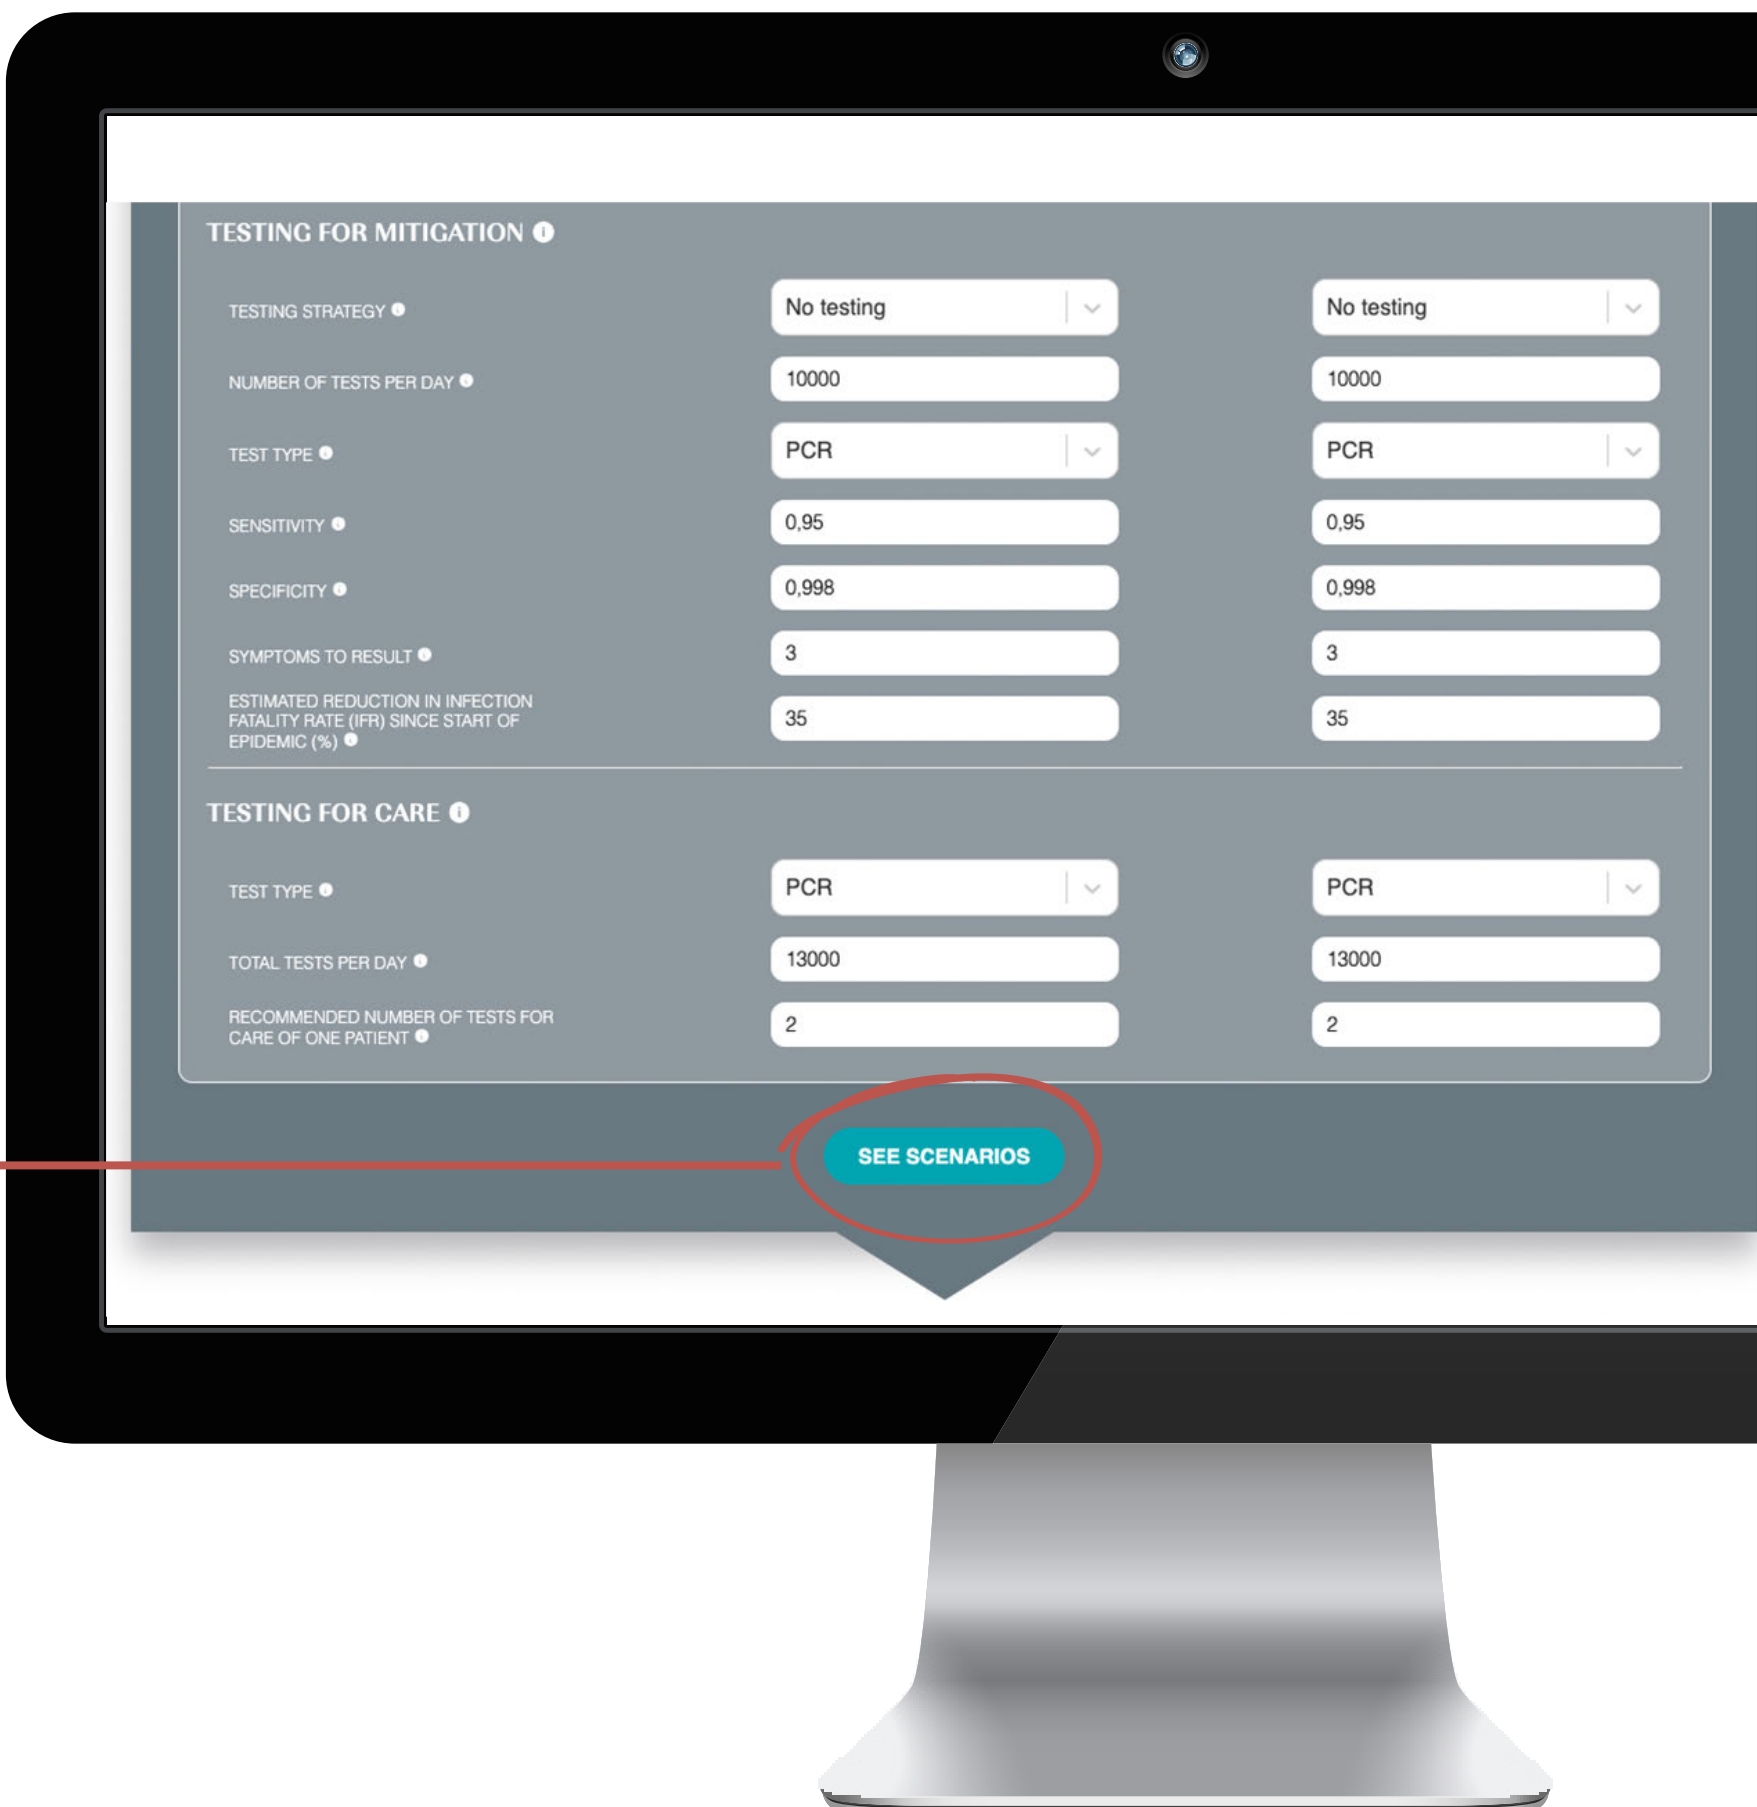 TESTING FOR MITIGATION
TESTING STRATEGY No testing No testing
NUMBER OF TESTS PER DAY 10000 10000
TEST TYPE PCR PCR
SENSITIVITY 0,95 0,95
SPECIFICITY 0,998 0,998
SYMPTOMS TO RESULT 3 3
ESTIMATED REDUCTION IN INFECTION
FATALITY RATE (IFR) SINCE START OF
EPIDEMIC (%) 35 35
TESTING FOR CARE
TEST TYPE PCR PCR
TOTAL TESTS PER DAY 13000 13000
RECOMMENDED NUMBER OF TESTS FOR
CARE OF ONE PATIENT 2 2
SEE SCENARIOS